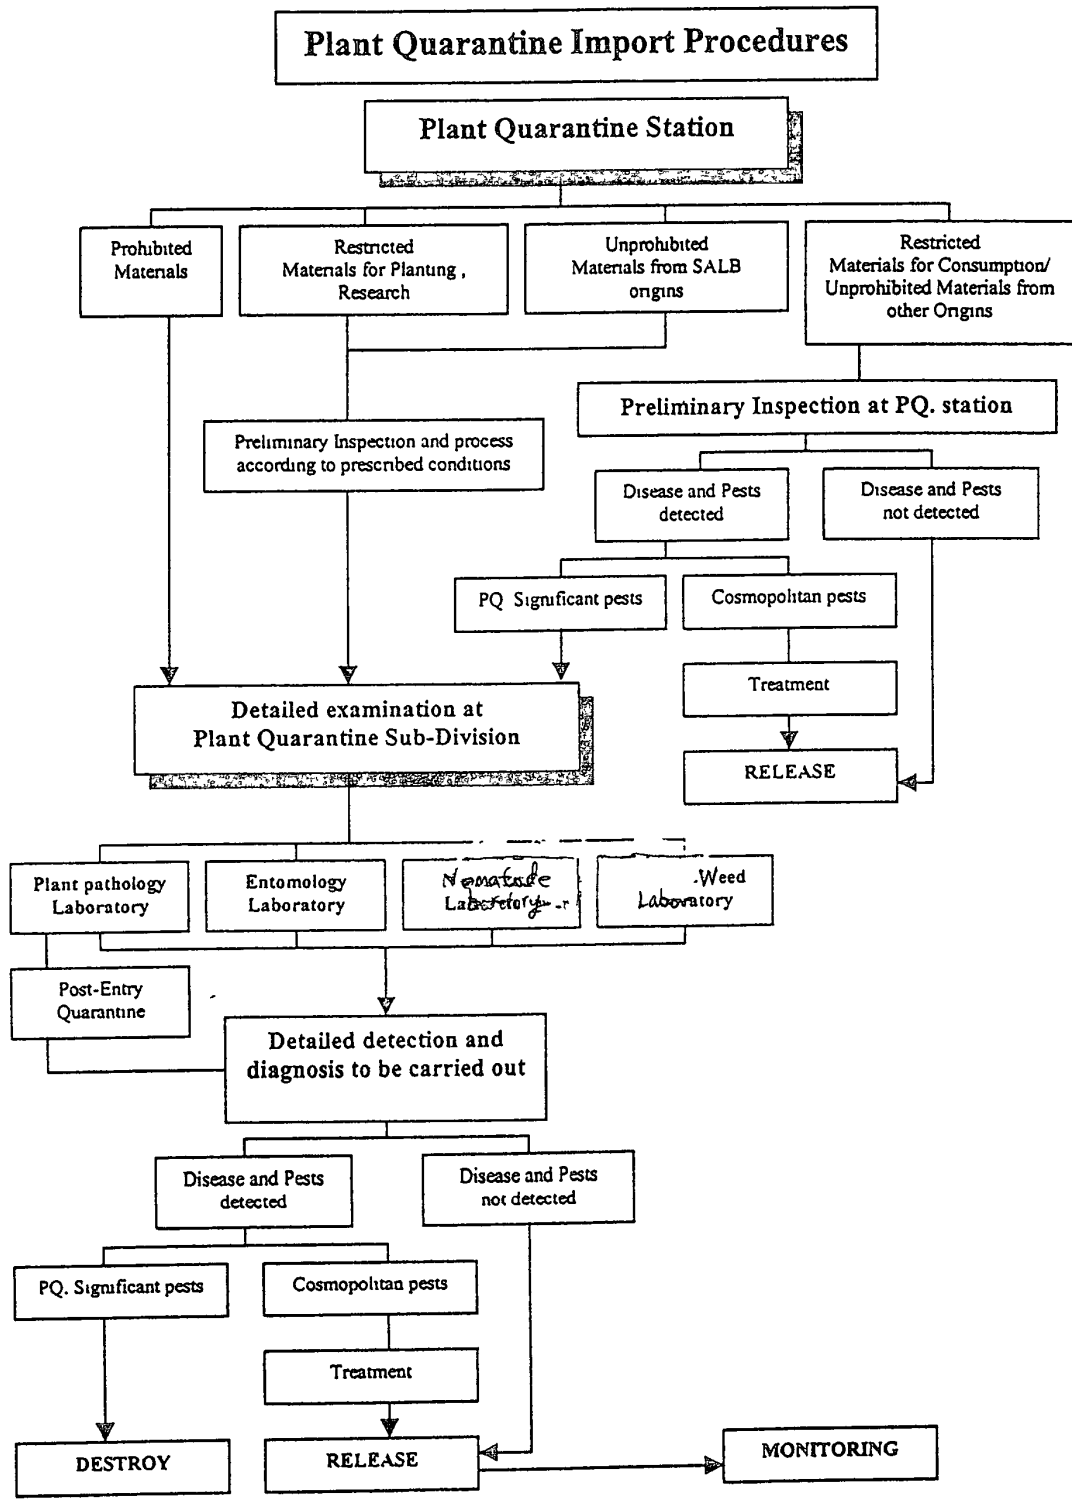 Plant Quarantine Import Procedures
Plant Quarantine Station
Prohibited
Materials
Restricted
Materials for Planting ,
Research
Unprohibited
Materials from SALB
origins
Restricted
Materials for Consumption/
Unprohibited Materials from
other Origins
Preliminary Inspection at PQ. station
Preliminary Inspection and process
according to prescribed conditions
Disease and Pests
detected
Disease and Pests
not detected
PQ Significant pests
Cosmopolitan pests
Treatment
RELEASE
Detailed examination at
Plant Quarantine Sub-Division
Plant pathology
Laboratory
Entomology
Laboratory
Nematode
Laboratory
Weed
Laboratory
Post-Entry
Quarantine
Detailed detection and
diagnosis to be carried out
Disease and Pests
detected
Disease and Pests
not detected
PQ. Significant pests
Cosmopolitan pests
Treatment
DESTROY
RELEASE
MONITORING